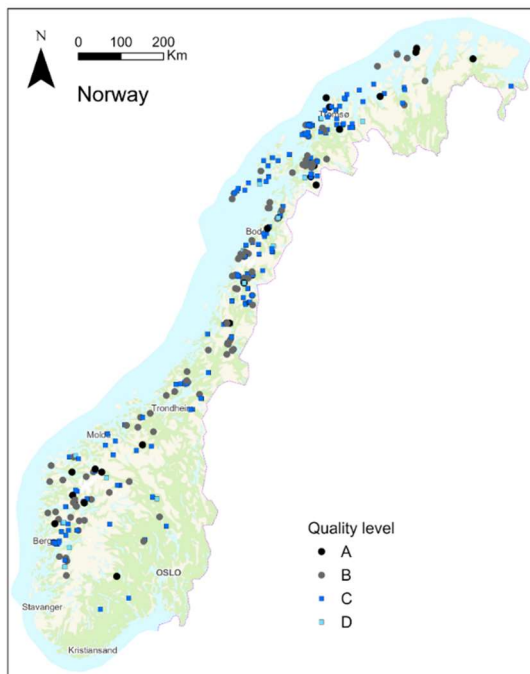 N
0 100 200
Km
Norway
Tromsø
Bodø
Trondheim
Molde
Bergen
OSLO
Stavanger
Kristiansand
Quality level
A
B
C
D